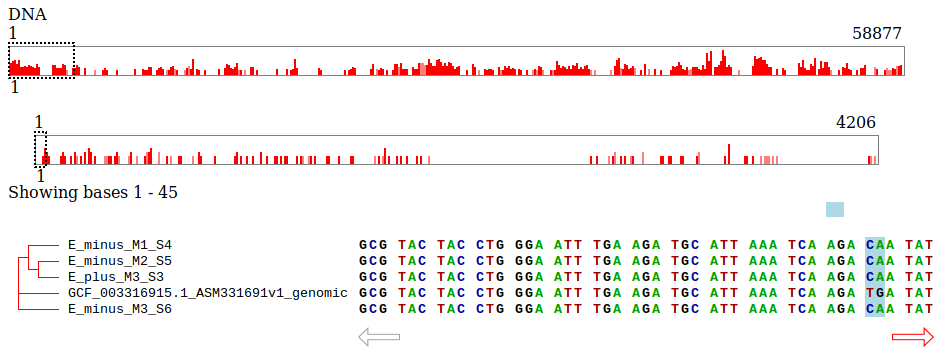 DNA
1 58877
1
1 4206
1
Showing bases 1 - 45
E_minus_M1_S4 GCG TAC TAC CTG GGA ATT TGA AGA TGC ATT AAA TCA AGA CAA TAT
E_minus_M2_S5 GCG TAC TAC CTG GGA ATT TGA AGA TGC ATT AAA TCA AGA CAA TAT
E_plus_M3_S3 GCG TAC TAC CTG GGA ATT TGA AGA TGC ATT AAA TCA AGA CAA TAT
GCF_003316915.1_ASM331691v1_genomic GCG TAC TAC CTG GGA ATT TGA AGA TGC ATT AAA TCA AGA TGA TAT
E_minus_M3_S6 GCG TAC TAC CTG GGA ATT TGA AGA TGC ATT AAA TCA AGA CAA TAT